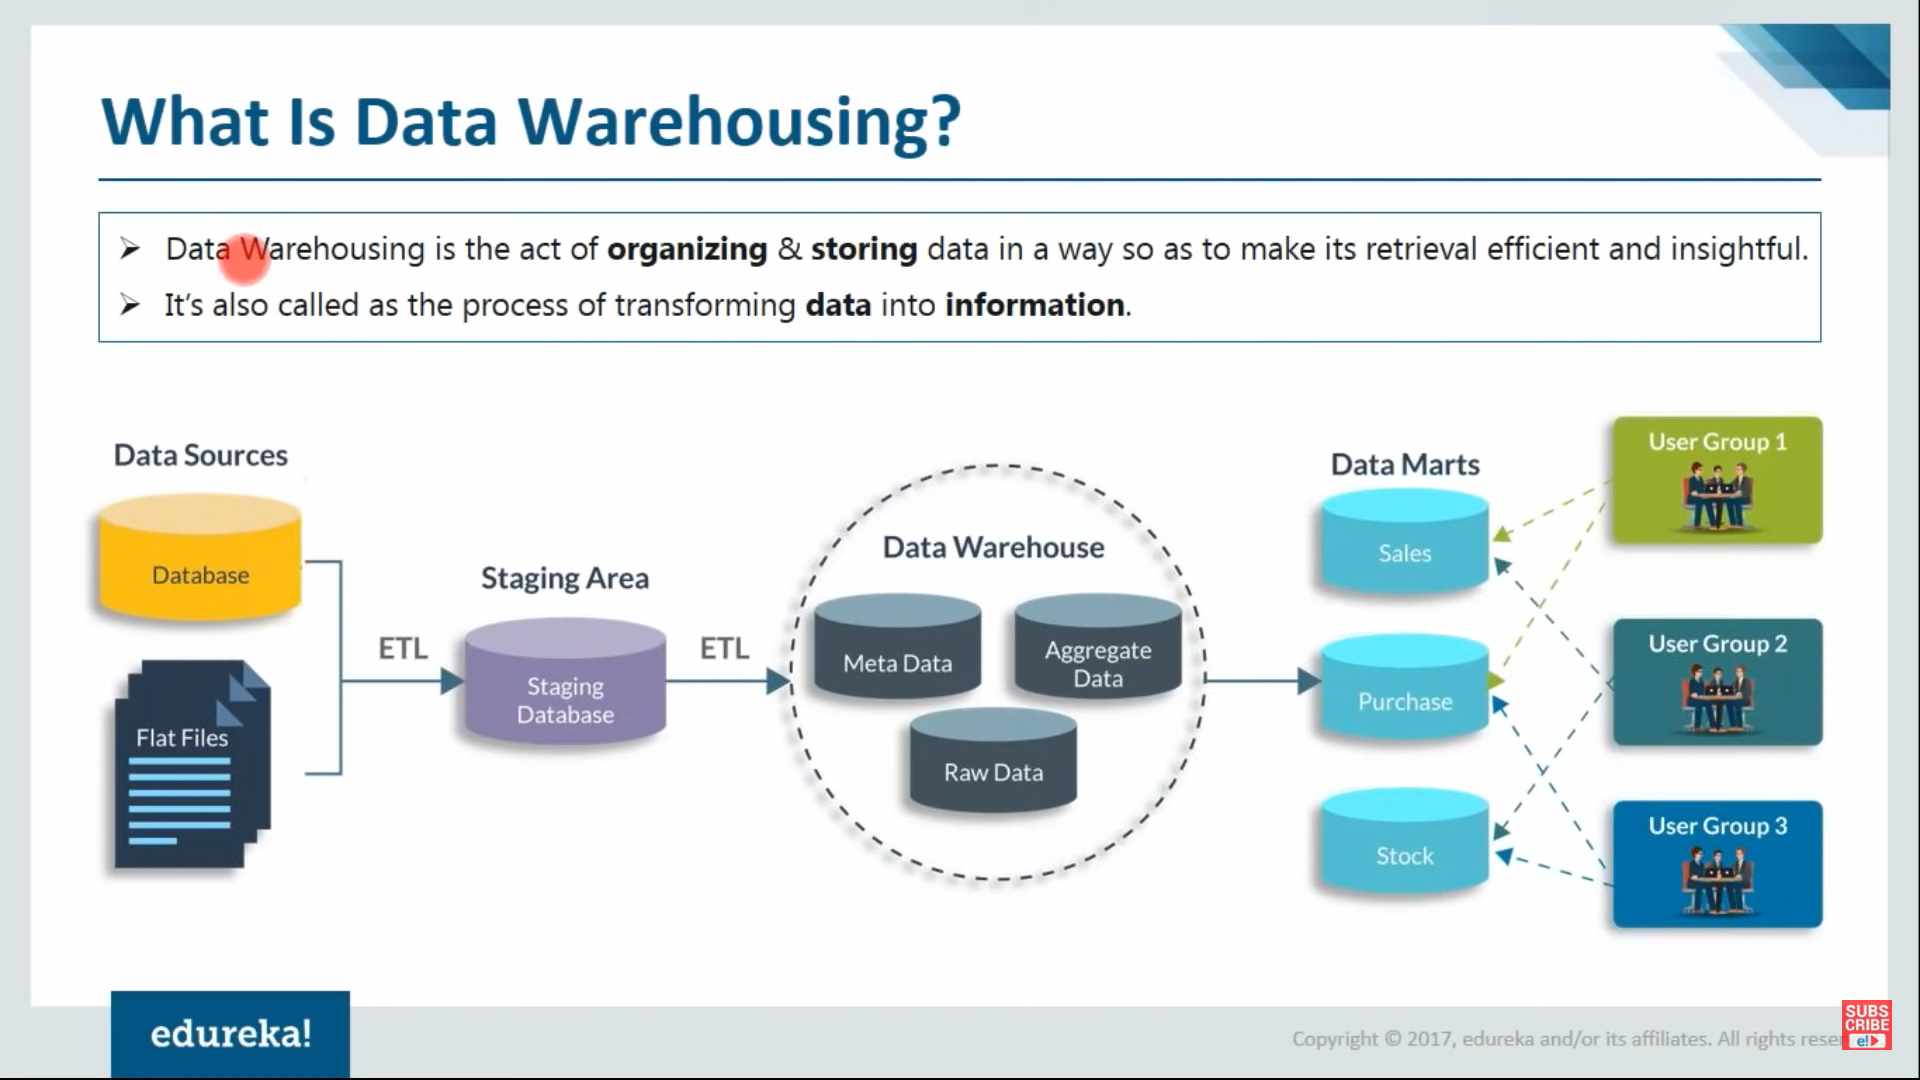 What Is Data Warehousing?
➢ Data Warehousing is the act of organizing & storing data in a way so as to make its retrieval efficient and insightful.
➢ It's also called as the process of transforming data into information.
Data Sources
Database
Flat Files
ETL
Staging Area
Staging
Database
ETL
Data Warehouse
Meta Data
Aggregate
Data
Raw Data
Data Marts
Sales
Purchase
Stock
User Group 1
User Group 2
User Group 3
edureka!
Copyright © 2017, edureka and/or its affiliates. All rights
SUBS
CRIBE
e!